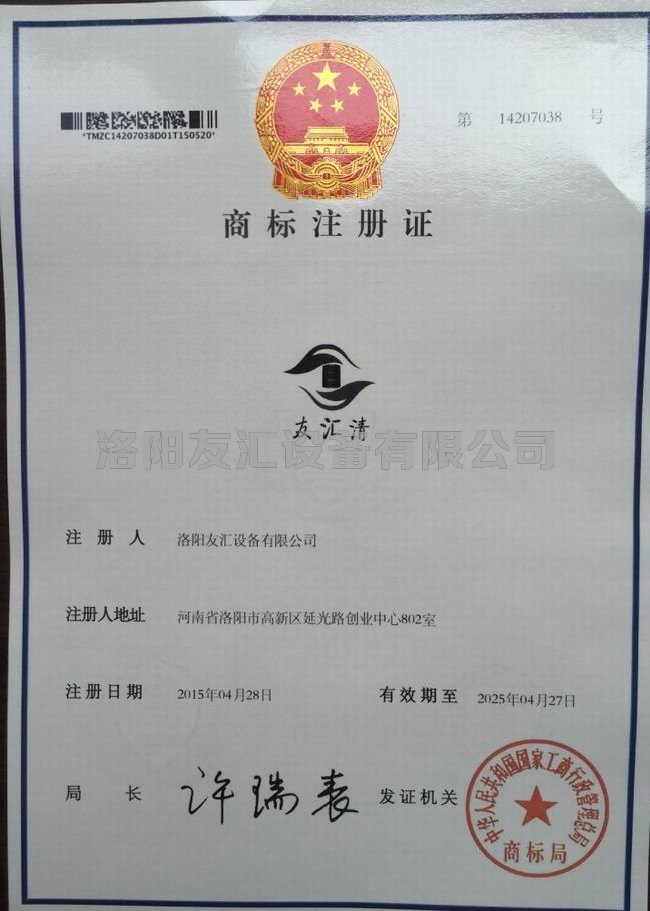 第 14207038 号
*TMZC14207038D01T150520*
商标注册证
友汇清
洛阳友汇设备有限公司
注册人 洛阳友汇设备有限公司
注册人地址 河南省洛阳市高新区延光路创业中心802室
注册日期 2015年04月28日 有效期至 2025年04月27日
局长 许瑞表 发证机关
中华人民共和国国家工商行政管理总局
商标局